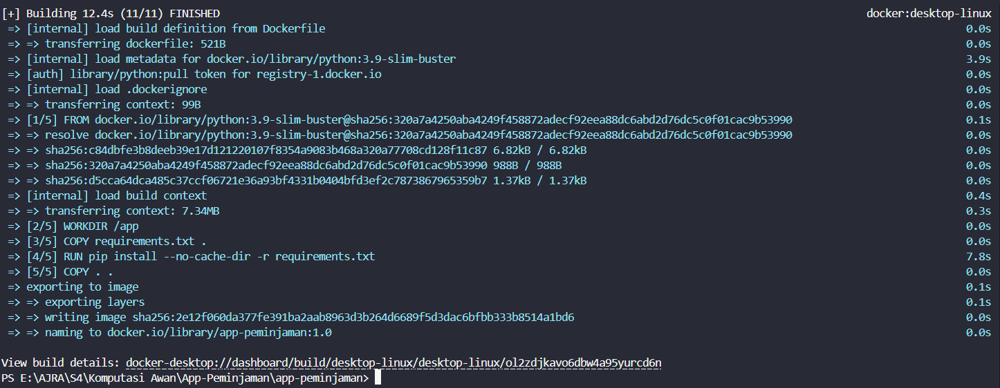 [+] Building 12.4s (11/11) FINISHED docker:desktop-linux
=> [internal] load build definition from Dockerfile 0.0s
=> => transferring dockerfile: 521B 0.0s
=> [internal] load metadata for docker.io/library/python:3.9-slim-buster 3.9s
=> [auth] library/python:pull token for registry-1.docker.io 0.0s
=> [internal] load .dockerignore 0.0s
=> => transferring context: 99B 0.0s
=> [1/5] FROM docker.io/library/python:3.9-slim-buster@sha256:320a7a4250aba4249f458872adecf92eea88dc6abd2d76dc5c0f01cac9b53990 0.1s
=> => resolve docker.io/library/python:3.9-slim-buster@sha256:320a7a4250aba4249f458872adecf92eea88dc6abd2d76dc5c0f01cac9b53990 0.0s
=> => sha256:c84dbfe3b8deeb39e17d121220107f8354a9083b468a320a77708cd128f11c87 6.82kB / 6.82kB 0.0s
=> => sha256:320a7a4250aba4249f458872adecf92eea88dc6abd2d76dc5c0f01cac9b53990 988B / 988B 0.0s
=> => sha256:d5cca64dca485c37ccf06721e36a93bf4331b0404bfd3ef2c7873867965359b7 1.37kB / 1.37kB 0.0s
=> [internal] load build context 0.4s
=> => transferring context: 7.34MB 0.3s
=> [2/5] WORKDIR /app 0.0s
=> [3/5] COPY requirements.txt . 0.0s
=> [4/5] RUN pip install --no-cache-dir -r requirements.txt 7.8s
=> [5/5] COPY . . 0.0s
=> exporting to image 0.1s
=> => exporting layers 0.1s
=> => writing image sha256:2e12f060da377fe391ba2aab8963d3b264d6689f5d3dac6bfbb333b8514a1bd6 0.0s
=> => naming to docker.io/library/app-peminjaman:1.0 0.0s
View build details: docker-desktop://dashboard/build/desktop-linux/desktop-linux/ol2zdjkavo6dbw4a95yurcd6n
PS E:\AJRA\S4\Komputasi Awan\App-Peminjaman\app-peminjaman>